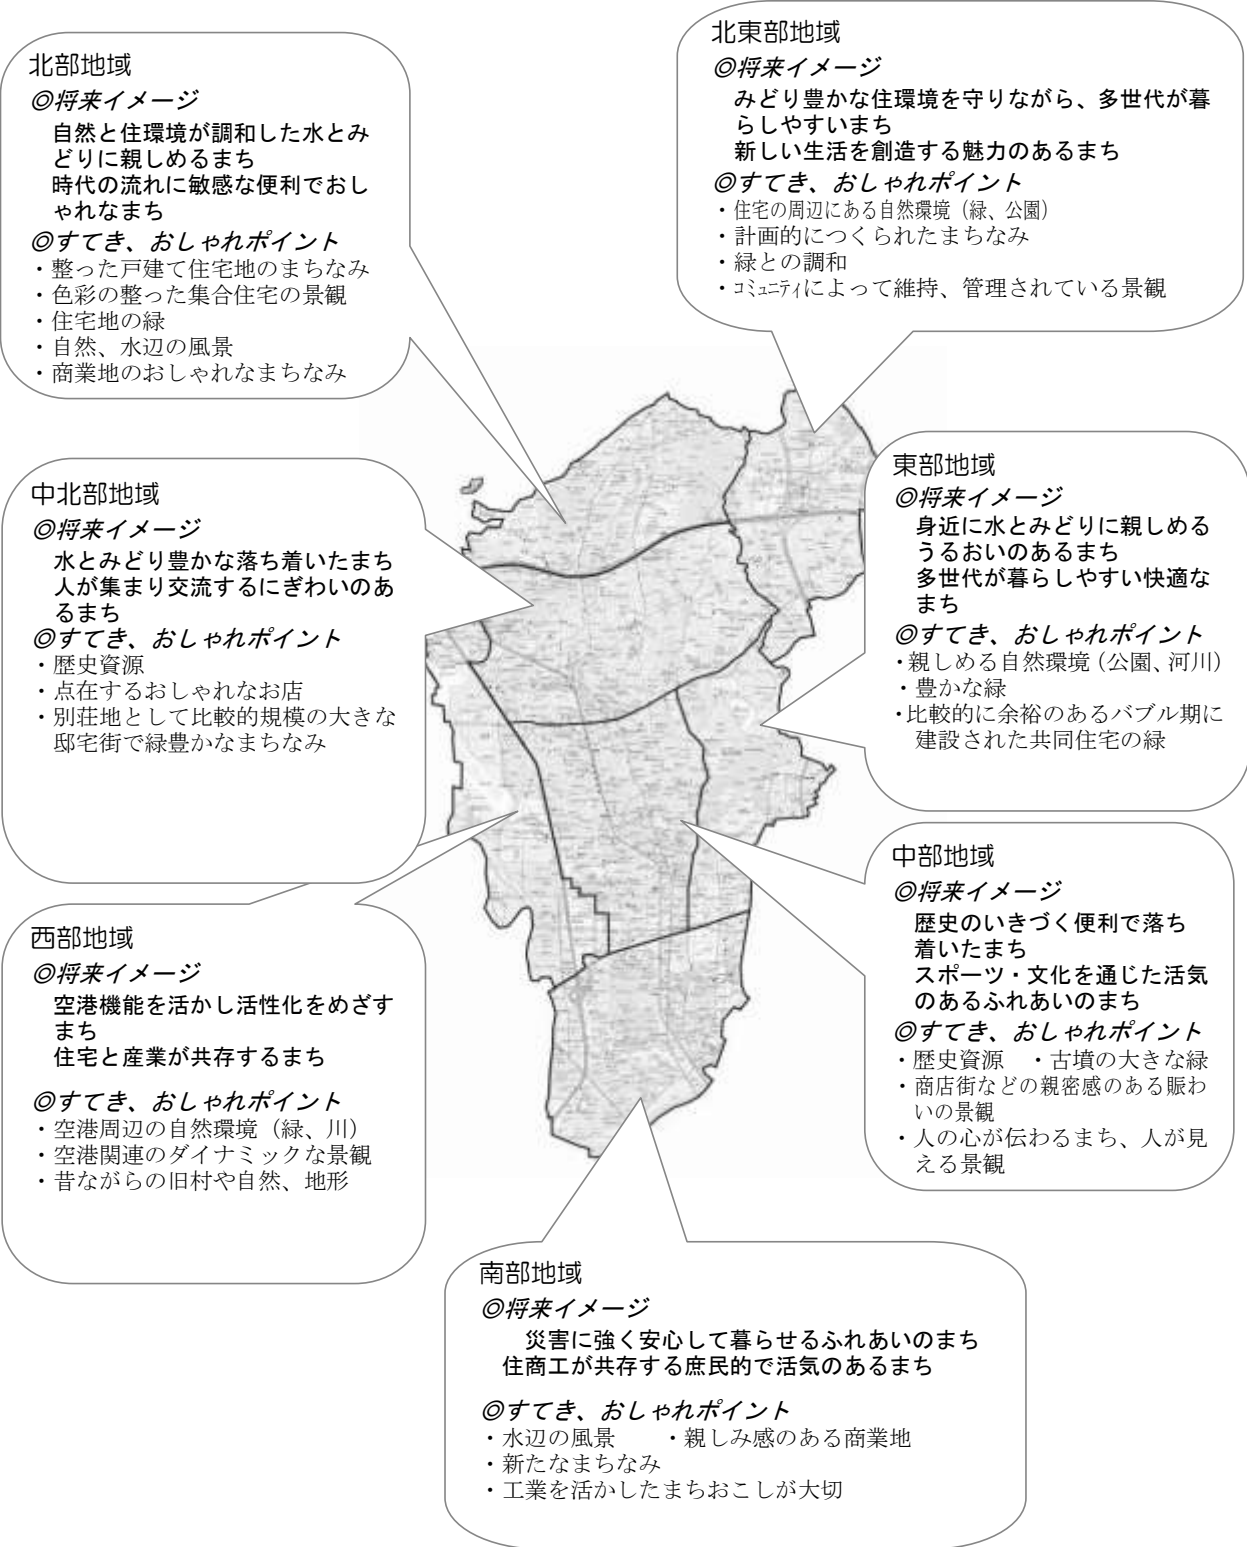 北部地域
◎将来イメージ
自然と住環境が調和した水とみ
どりに親しめるまち
時代の流れに敏感な便利でおし
ゃれなまち
◎すてき、おしゃれポイント
・整った戸建て住宅地のまちなみ
・色彩の整った集合住宅の景観
・住宅地の緑
・自然、水辺の風景
・商業地のおしゃれなまちなみ
北東部地域
◎将来イメージ
みどり豊かな住環境を守りながら、多世代が暮
らしやすいまち
新しい生活を創造する魅力のあるまち
◎すてき、おしゃれポイント
・住宅の周辺にある自然環境（緑、公園）
・計画的につくられたまちなみ
・緑との調和
・ｺﾐｭﾆﾃｨによって維持、管理されている景観
中北部地域
◎将来イメージ
水とみどり豊かな落ち着いたまち
人が集まり交流するにぎわいのあ
るまち
◎すてき、おしゃれポイント
・歴史資源
・点在するおしゃれなお店
・別荘地として比較的規模の大きな
邸宅街で緑豊かなまちなみ
東部地域
◎将来イメージ
身近に水とみどりに親しめる
うるおいのあるまち
多世代が暮らしやすい快適な
まち
◎すてき、おしゃれポイント
・親しめる自然環境（公園、河川）
・豊かな緑
・比較的に余裕のあるバブル期に
建設された共同住宅の緑
中部地域
◎将来イメージ
歴史のいきづく便利で落ち
着いたまち
スポーツ・文化を通じた活気
のあるふれあいのまち
◎すてき、おしゃれポイント
・歴史資源　・古墳の大きな緑
・商店街などの親密感のある賑わ
いの景観
・人の心が伝わるまち、人が見
える景観
西部地域
◎将来イメージ
空港機能を活かし活性化をめざす
まち
住宅と産業が共存するまち
◎すてき、おしゃれポイント
・空港周辺の自然環境（緑、川）
・空港関連のダイナミックな景観
・昔ながらの旧村や自然、地形
南部地域
◎将来イメージ
災害に強く安心して暮らせるふれあいのまち
住商工が共存する庶民的で活気のあるまち
◎すてき、おしゃれポイント
・水辺の風景　　・親しみ感のある商業地
・新たなまちなみ
・工業を活かしたまちおこしが大切